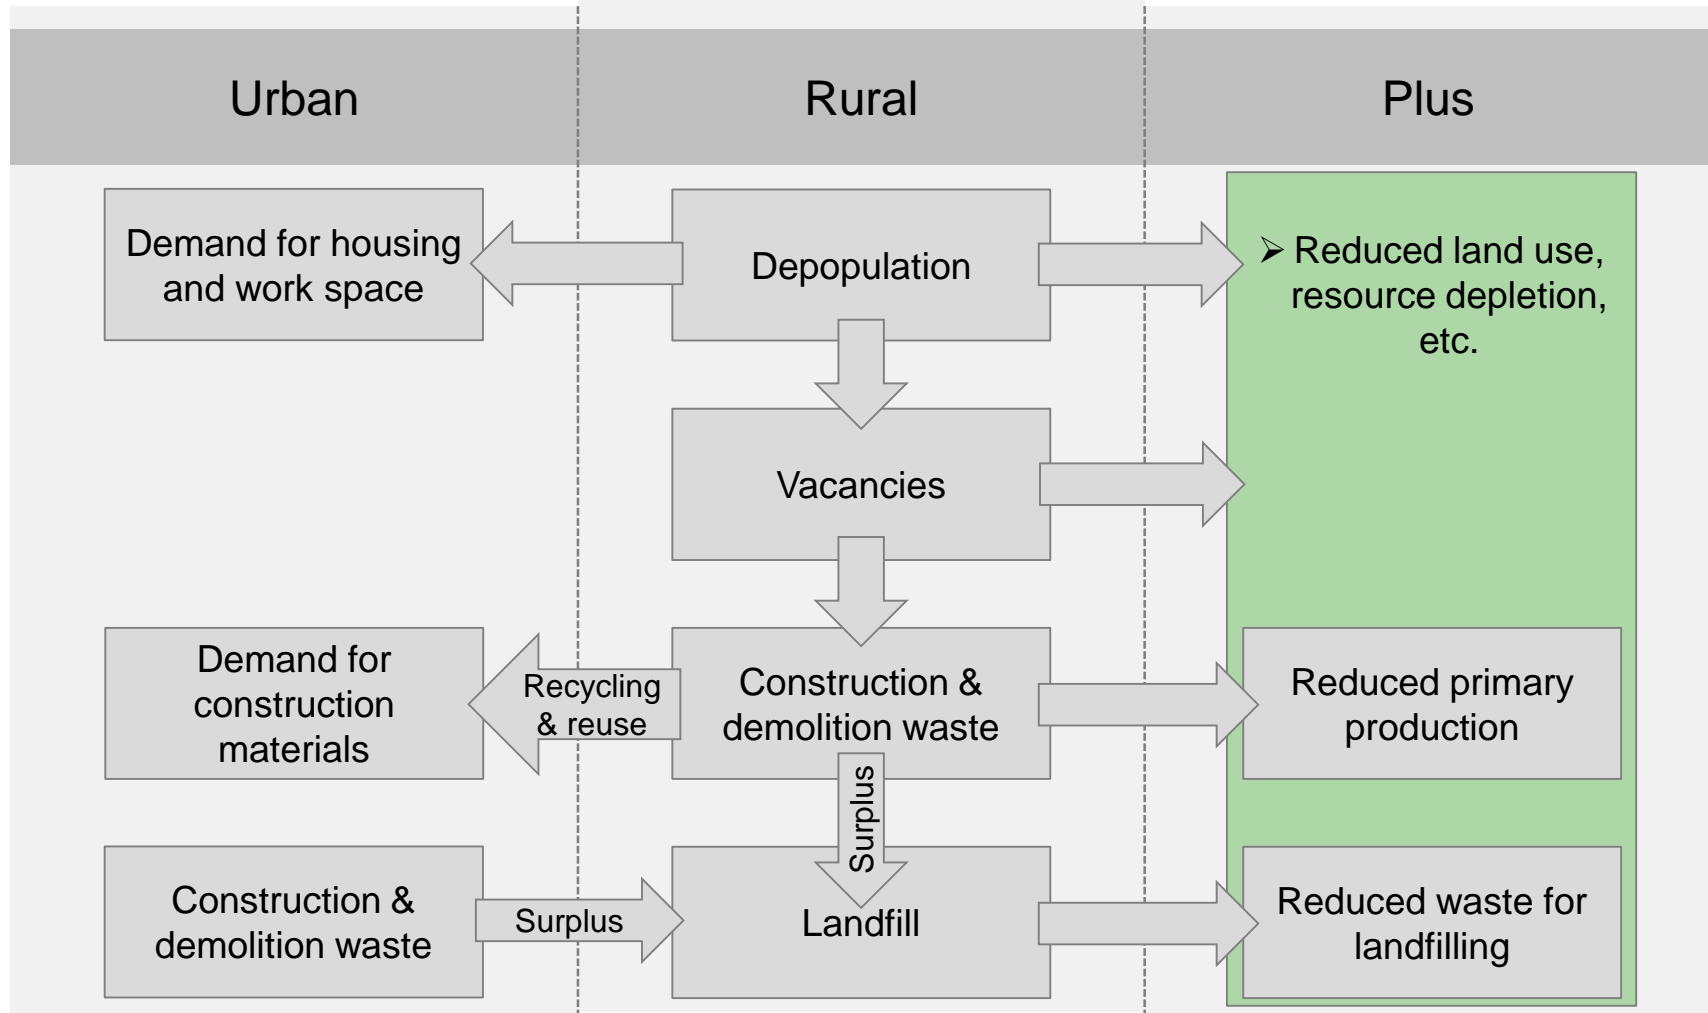 Urban
Rural
Plus
Demand for housing
and work space
Depopulation
➢ Reduced land use,
resource depletion,
etc.
Vacancies
Demand for
construction
materials
Recycling
& reuse
Construction &
demolition waste
Reduced primary
production
Surplus
Construction &
demolition waste
Surplus
Landfill
Reduced waste for
landfilling